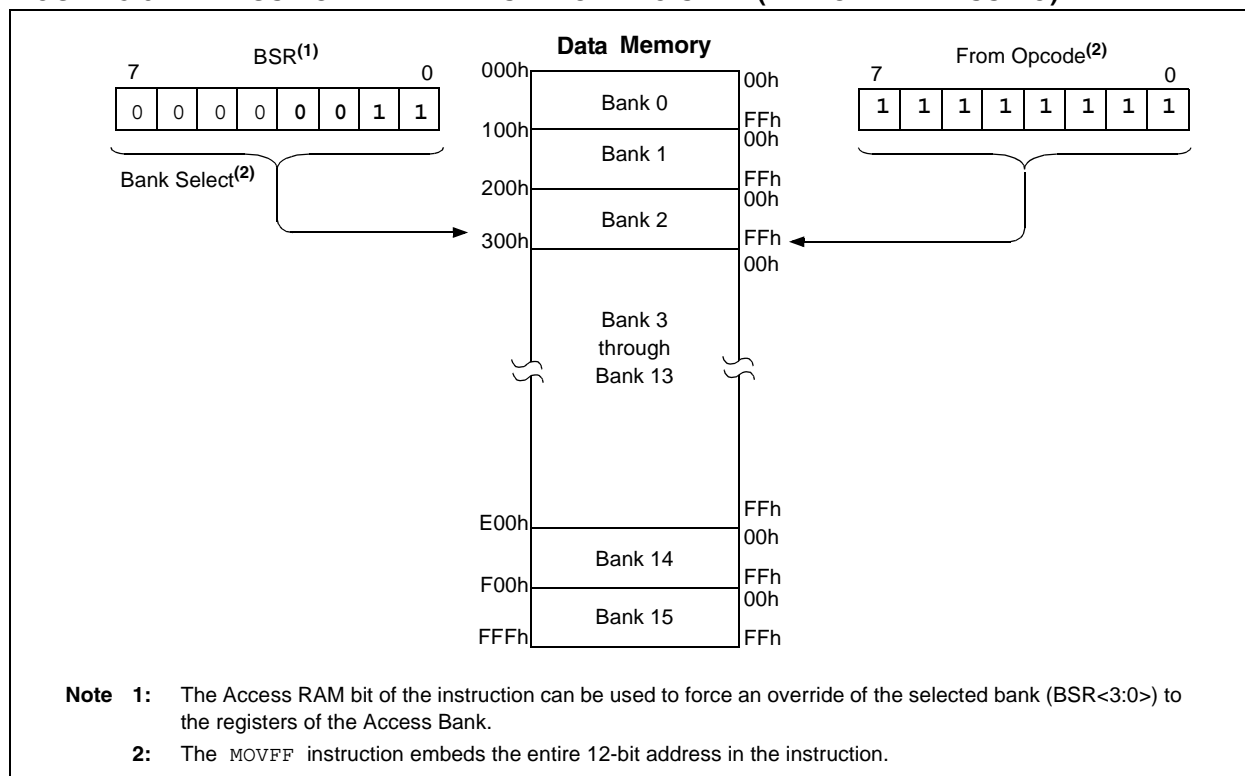 Data Memory
BSR(1)
7 0
0 0 0 0 0 0 1 1
Bank Select(2)
From Opcode(2)
7 0
1 1 1 1 1 1 1 1
000h
00h
Bank 0
FFh
100h
00h
Bank 1
FFh
200h
00h
Bank 2
FFh
300h
00h
Bank 3
through
Bank 13
FFh
E00h
00h
Bank 14
FFh
F00h
00h
Bank 15
FFFh
FFh
Note 1: The Access RAM bit of the instruction can be used to force an override of the selected bank (BSR<3:0>) to
the registers of the Access Bank.
2: The MOVFF instruction embeds the entire 12-bit address in the instruction.